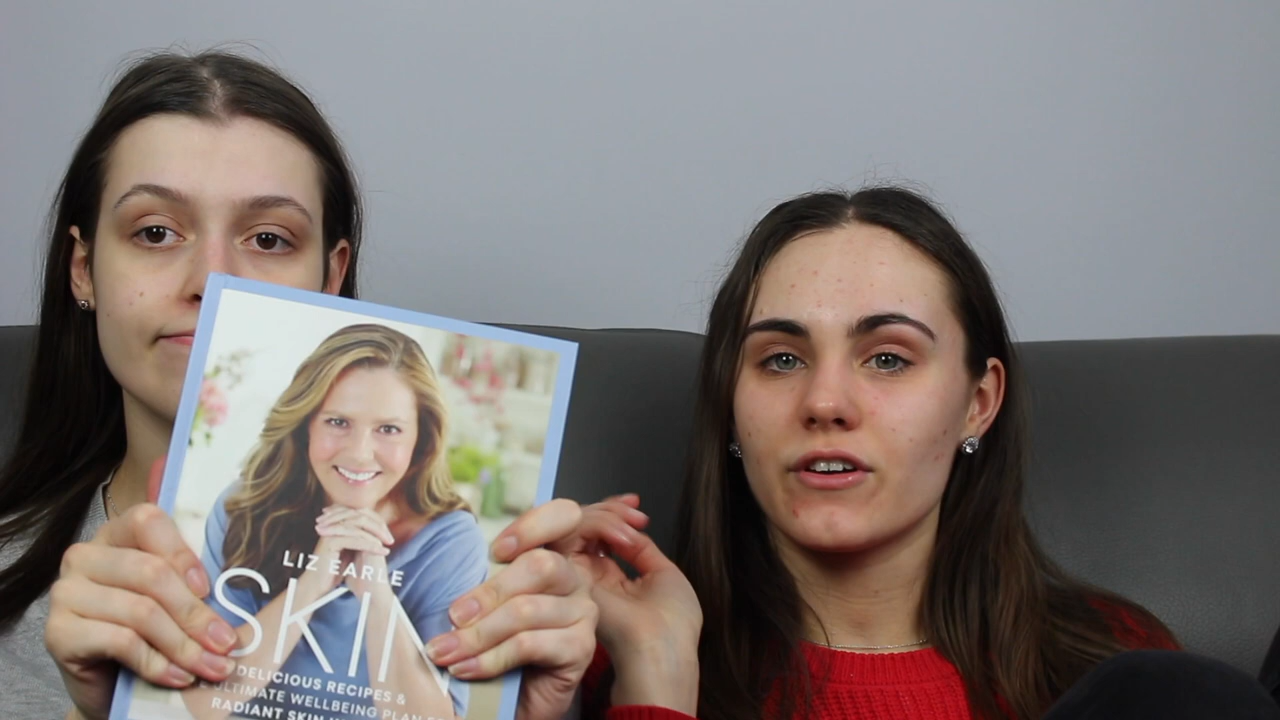 LIZ EARLE
SKIN
DELICIOUS RECIPES &
ULTIMATE WELLBEING PLAN
RADIANT SKIN